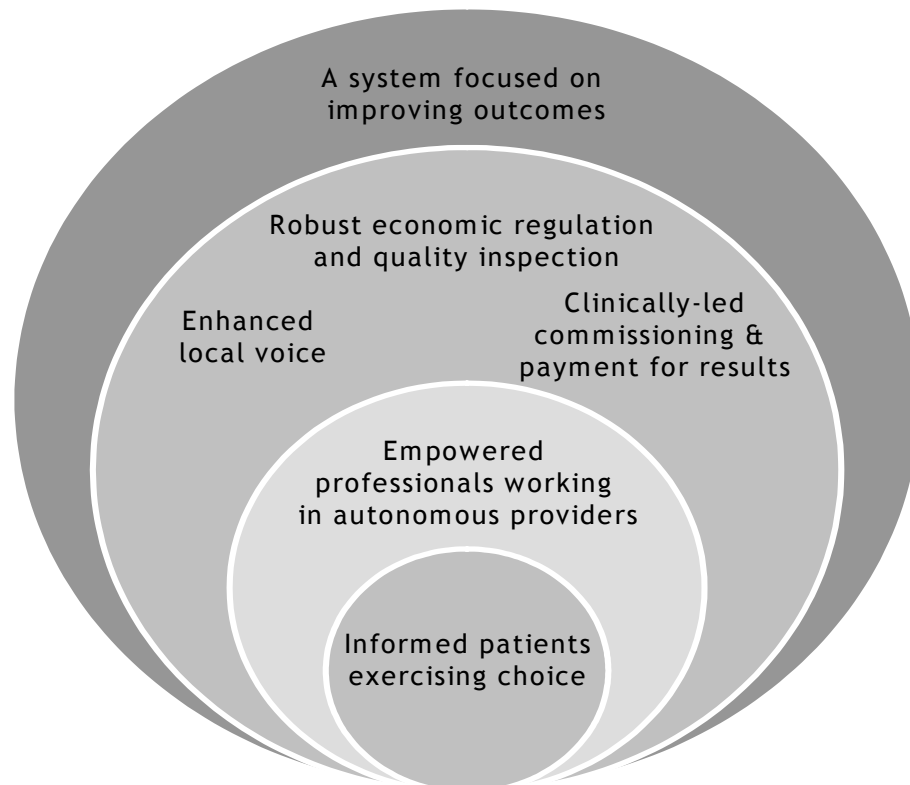 A system focused on
improving outcomes
Robust economic regulation
and quality inspection
Enhanced
local voice
Clinically-led
commissioning &
payment for results
Empowered
professionals working
in autonomous providers
Informed patients
exercising choice